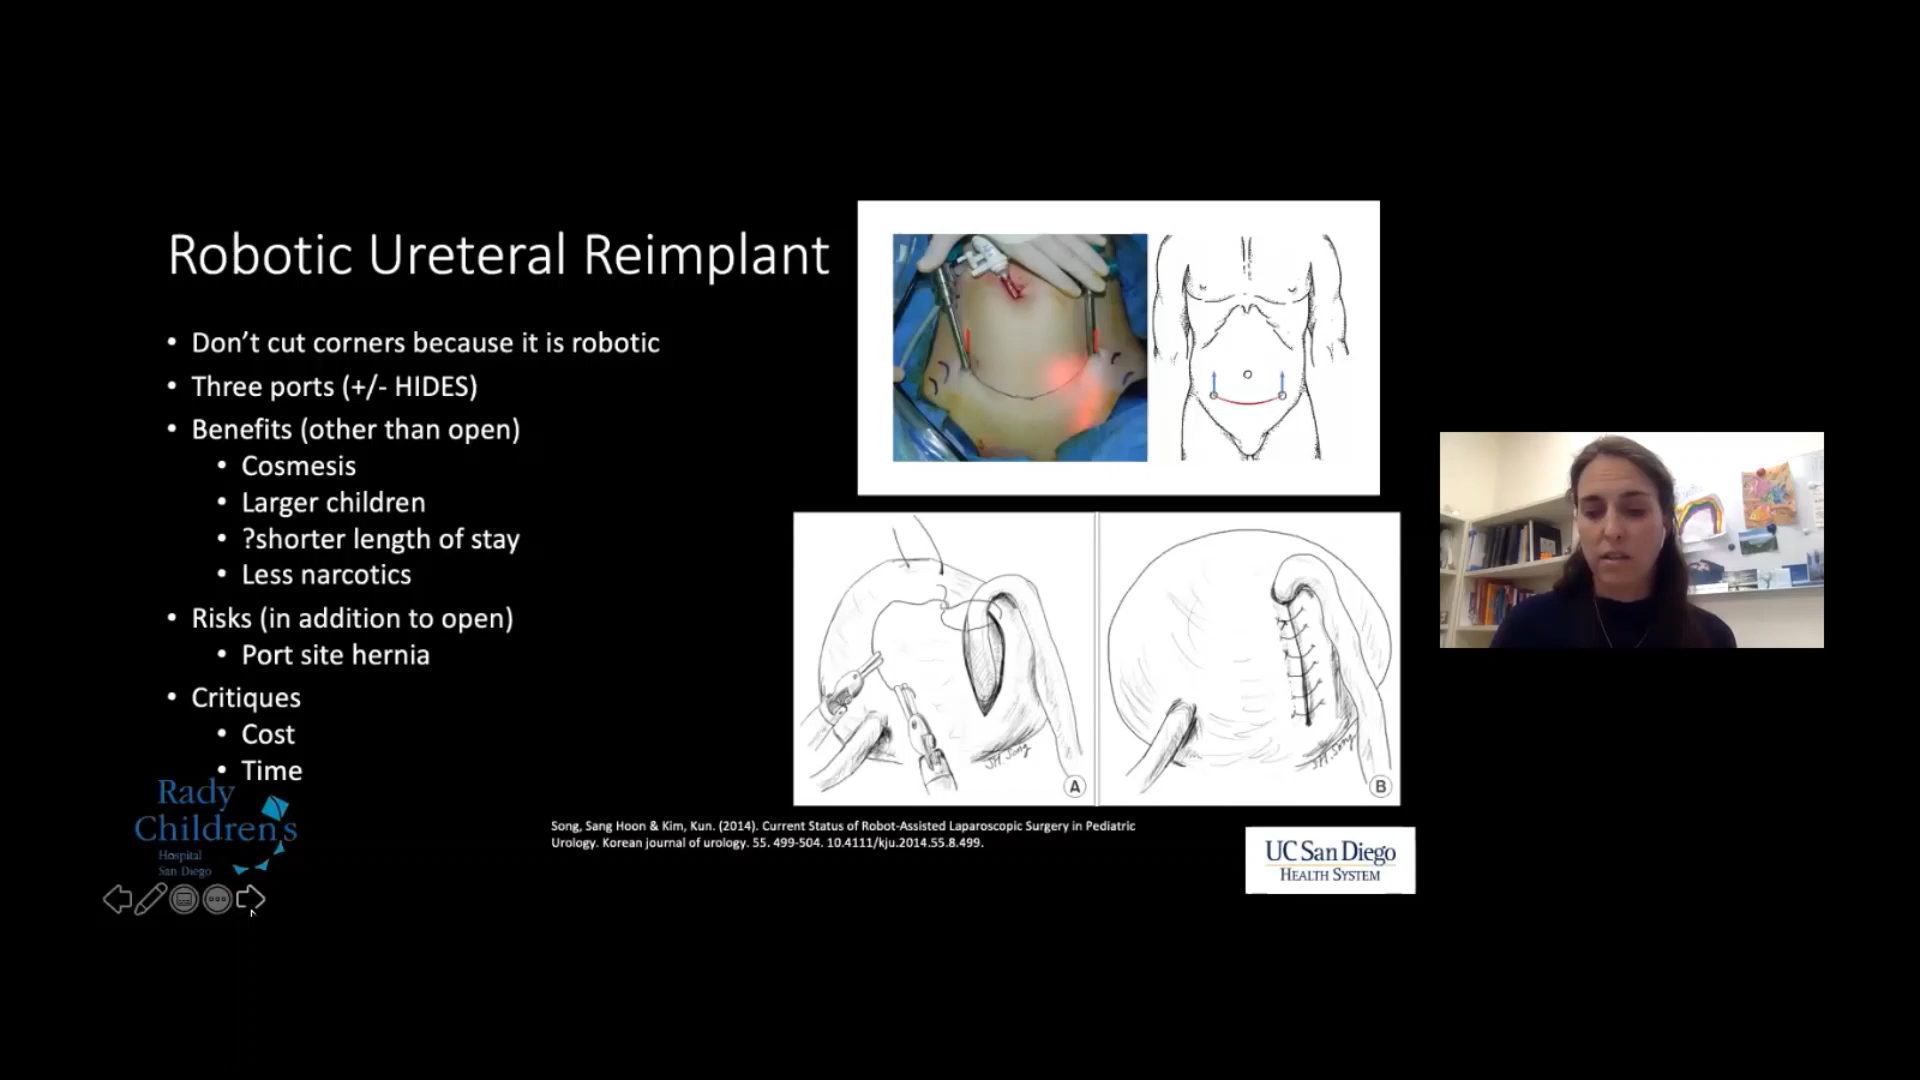 Robotic Ureteral Reimplant
• Don't cut corners because it is robotic
• Three ports (+/- HIDES)
• Benefits (other than open)
• Cosmesis
• Larger children
• ?shorter length of stay
• Less narcotics
• Risks (in addition to open)
• Port site hernia
• Critiques
• Cost
• Time
Rady
Children's
Hospital
San Diego
JH Song
A
JH. Song
B
Song, Sang Hoon & Kim, Kun. (2014). Current Status of Robot-Assisted Laparoscopic Surgery in Pediatric
Urology. Korean journal of urology. 55. 499-504. 10.4111/kju.2014.55.8.499.
UC San Diego
HEALTH SYSTEM